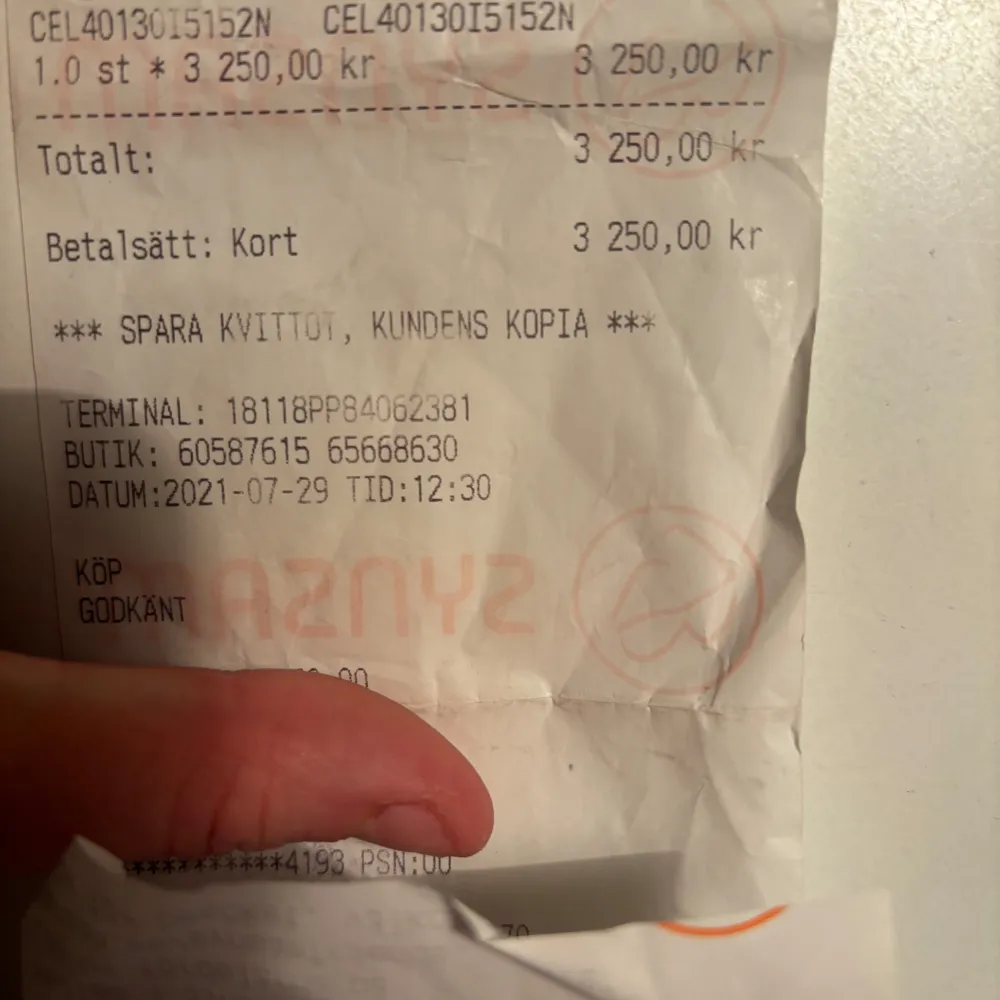 CEL40130I5152N CEL40130I5152N
1.0 st * 3 250,00 kr 3 250,00 kr
Totalt: 3 250,00 kr
Betalsätt: Kort 3 250,00 kr
*** SPARA KVITTOT, KUNDENS KOPIA ***
TERMINAL: 18118PP84062381
BUTIK: 60587615 65668630
DATUM:2021-07-29 TID:12:30
KÖP
GODKÄNT
SYNSAM
***********4193 PSN:00